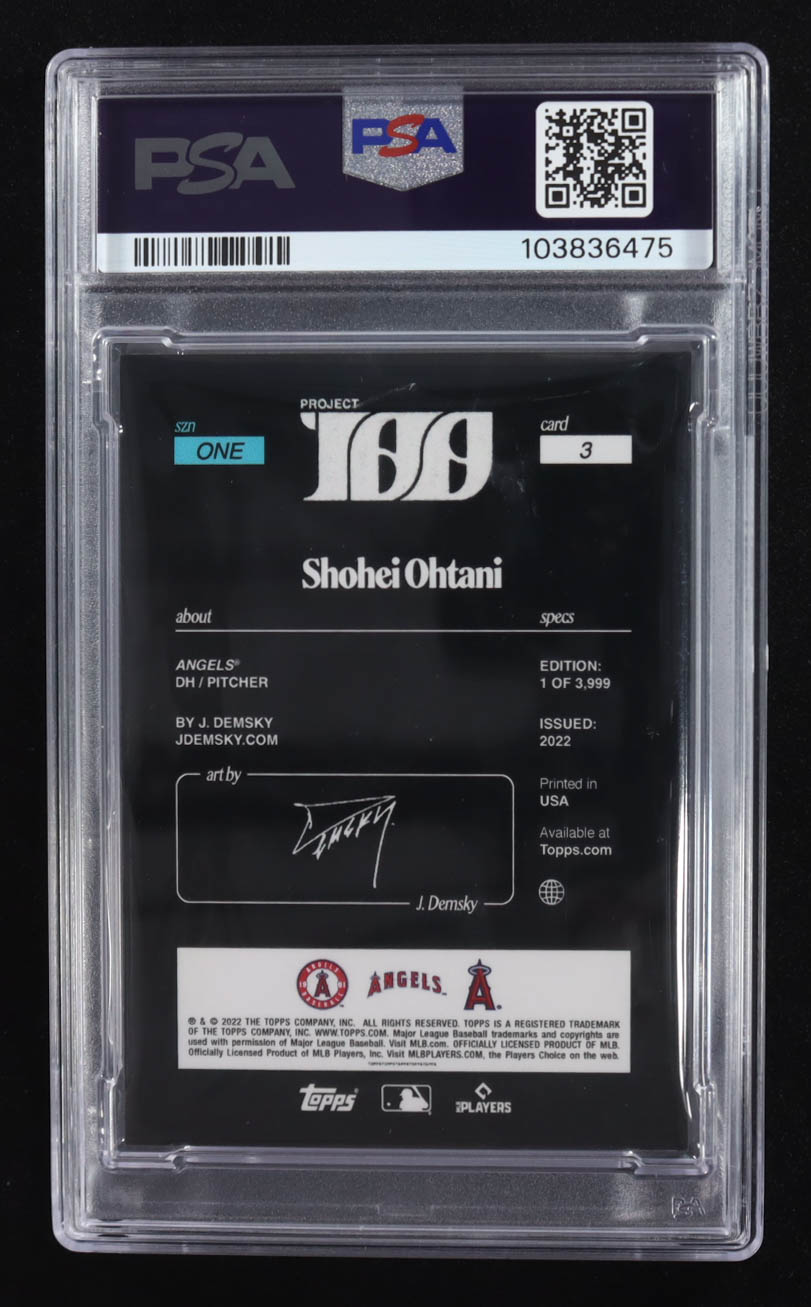 PSA
PSA
103836475
PROJECT
100
szn
ONE
card
3
Shohei Ohtani
about
specs
ANGELS®
DH / PITCHER
EDITION:
1 OF 3,999
BY J. DEMSKY
JDEMSKY.COM
ISSUED:
2022
art by
DEMSKY
J. Demsky
Printed in
USA
Available at
Topps.com
ANGELS
® & © 2022 THE TOPPS COMPANY, INC. ALL RIGHTS RESERVED. TOPPS IS A REGISTERED TRADEMARK
OF THE TOPPS COMPANY, INC. WWW.TOPPS.COM. Major League Baseball trademarks and copyrights are
used with permission of Major League Baseball. Visit MLB.com. OFFICIALLY LICENSED PRODUCT OF MLB.
Officially Licensed Product of MLB Players, Inc. Visit MLBPLAYERS.COM, the Players Choice on the web.
Topps
MLB PLAYERS
PSA